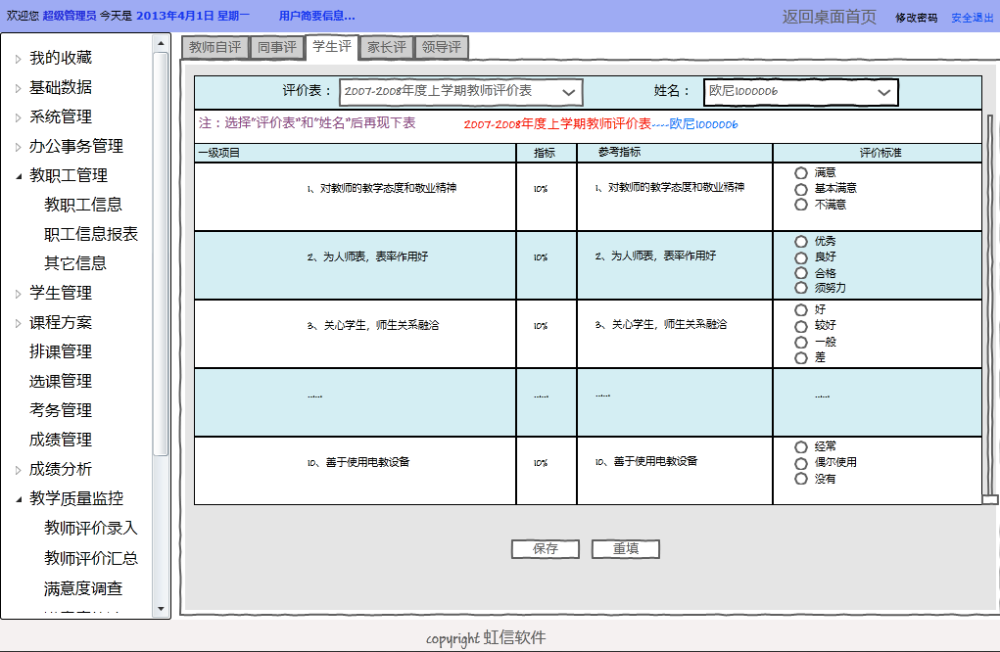 欢迎您 超级管理员 今天是 2013年4月1日 星期一 用户简要信息... 返回桌面首页 修改密码 安全退出
我的收藏
基础数据
系统管理
办公事务管理
教职工管理
教职工信息
职工信息报表
其它信息
学生管理
课程方案
排课管理
选课管理
考务管理
成绩管理
成绩分析
教学质量监控
教师评价录入
教师评价汇总
满意度调查
教师自评 同事评 学生评 家长评 领导评
评价表： 2007-2008年度上学期教师评价表 姓名： 欧尼1000006
注：选择“评价表”和“姓名”后再现下表 2007-2008年度上学期教师评价表----欧尼1000006
一级项目 指标 参考指标 评价标准
1、对教师的教学态度和敬业精神 10% 1、对教师的教学态度和敬业精神 满意
基本满意
不满意
2、为人师表，表率作用好 10% 2、为人师表，表率作用好 优秀
良好
合格
须努力
3、关心学生，师生关系融洽 10% 3、关心学生，师生关系融洽 好
较好
一般
差
...... ...... ...... ......
10、善于使用电教设备 10% 10、善于使用电教设备 经常
偶尔使用
没有
保存 重填
copyright 虹信软件